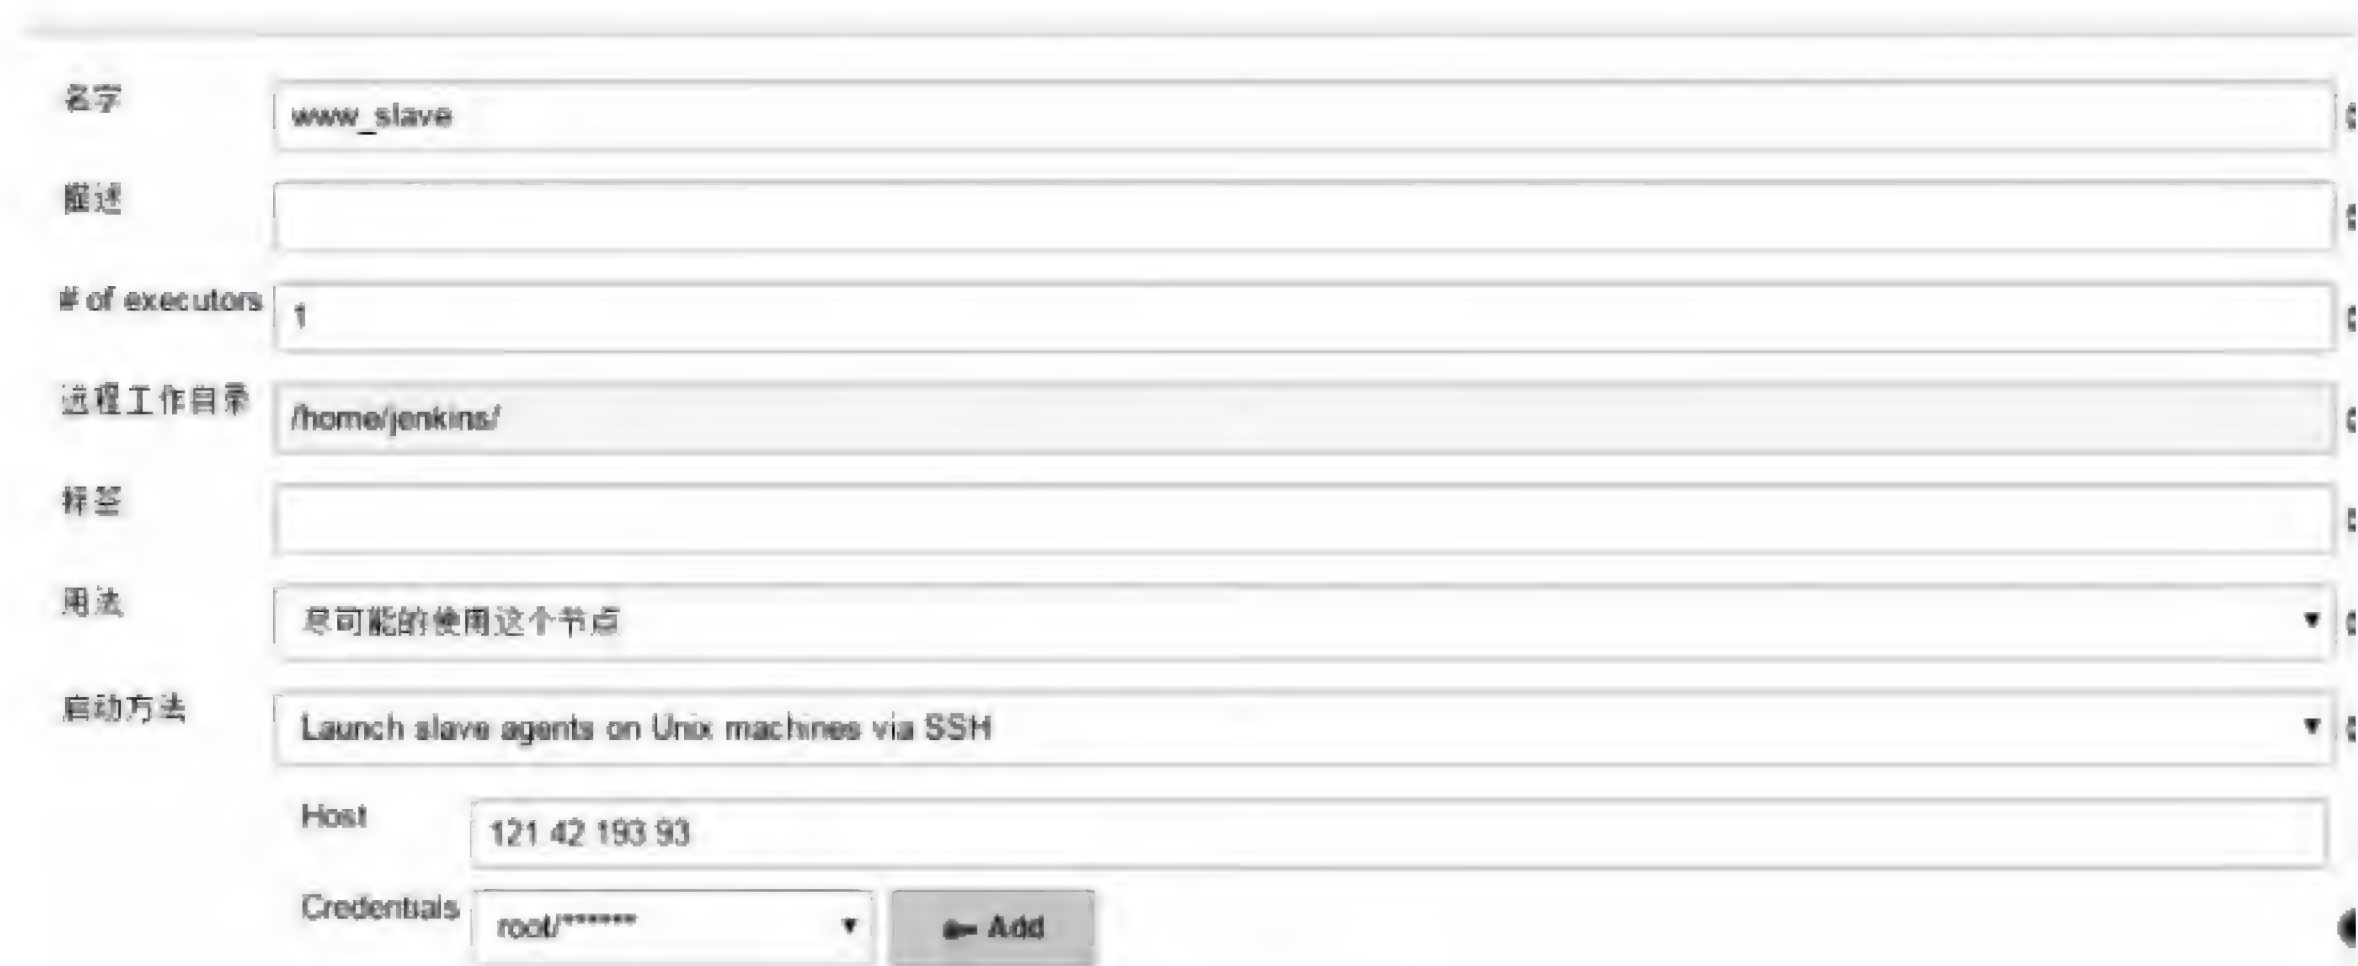 名字
www_slave
描述
# of executors
1
远程工作目录
/home/jenkins/
标签
用法
尽可能的使用这个节点
启动方法
Launch slave agents on Unix machines via SSH
Host
121.42.193.93
Credentials
root/******
Add